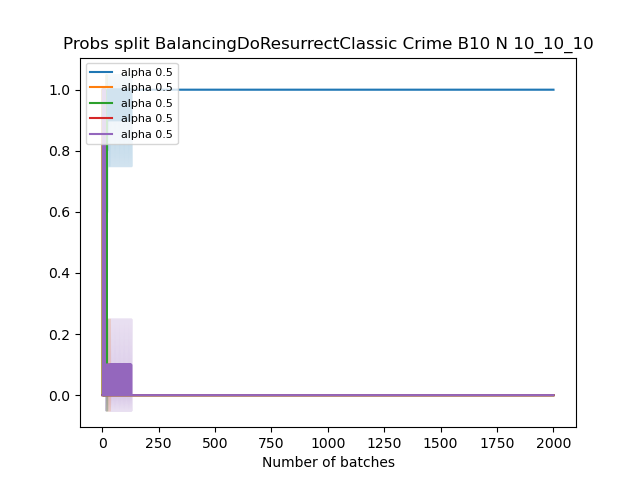 Probs split BalancingDoResurrectClassic Crime B10 N 10_10_10
alpha 0.5
alpha 0.5
alpha 0.5
alpha 0.5
alpha 0.5
1.0
0.8
0.6
0.4
0.2
0.0
0 250 500 750 1000 1250 1500 1750 2000
Number of batches